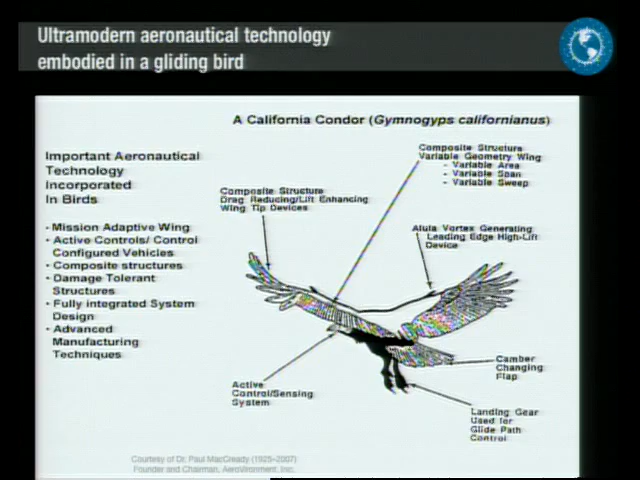 Ultramodern aeronautical technology
embodied in a gliding bird
A California Condor (Gymnogyps californianus)
Important Aeronautical
Technology
Incorporated
In Birds
- Mission Adaptive Wing
- Active Controls/ Control
Configured Vehicles
- Composite structures
- Damage Tolerant
Structures
- Fully integrated System
Design
- Advanced
Manufacturing
Techniques
Composite Structure
Variable Geometry Wing
- Variable Area
- Variable Span
- Variable Sweep
Composite Structure
Drag Reducing/Lift Enhancing
Wing Tip Devices
Alula Vortex Generating
Leading Edge High-Lift
Device
Camber
Changing
Flap
Active
Control/Sensing
System
Landing Gear
Used for
Glide Path
Control
Courtesy of Dr. Paul MacCready (1925-2007)
Founder and Chairman, AeroVironment, Inc.